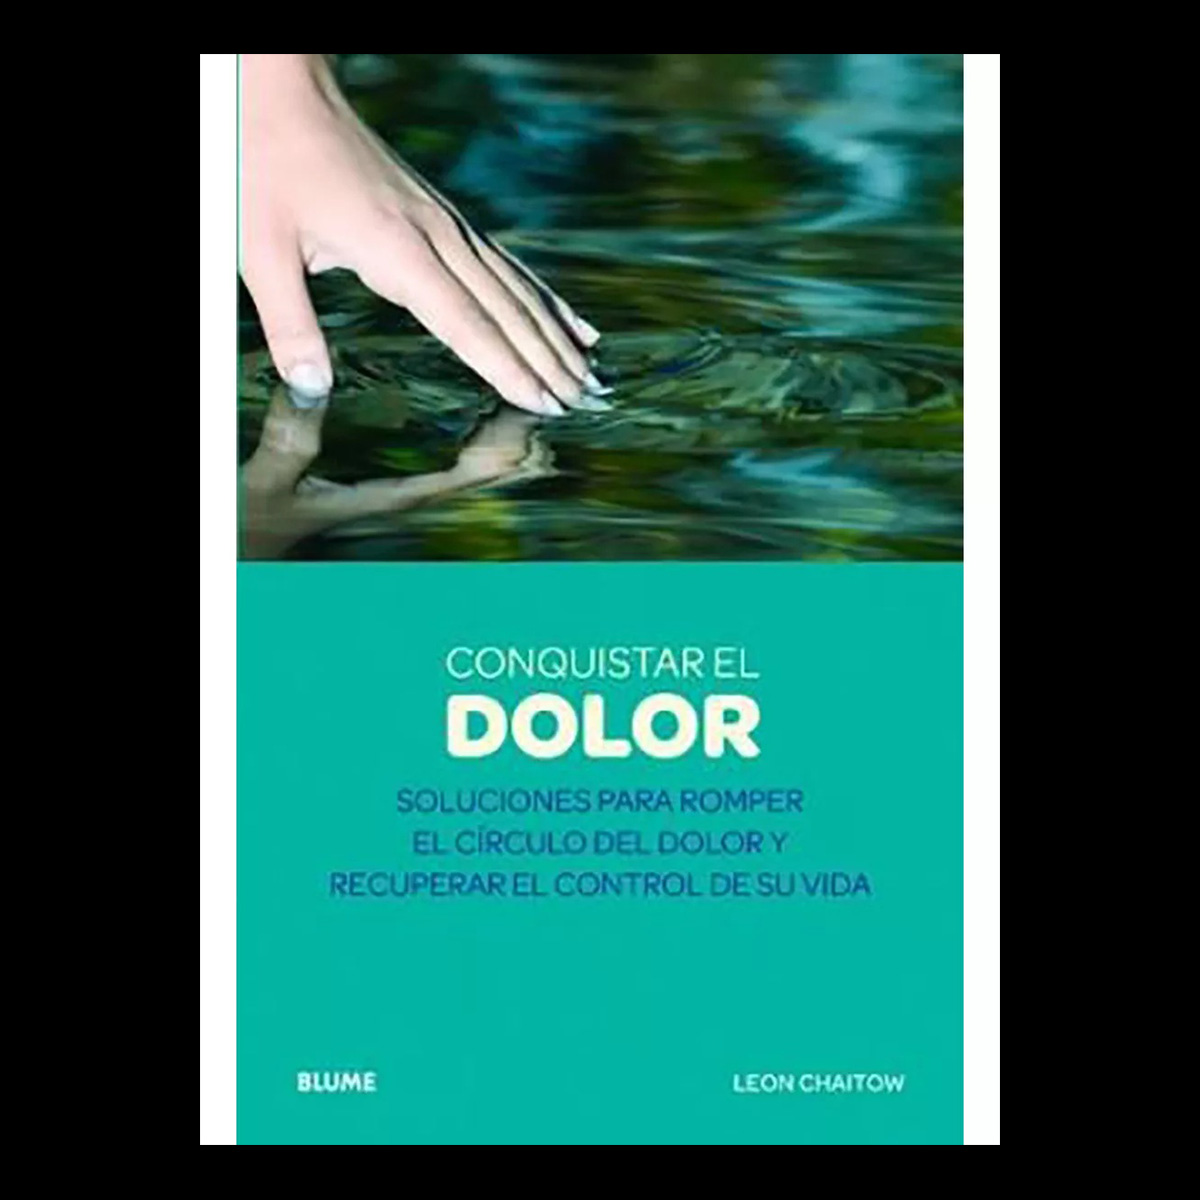 CONQUISTAR EL
DOLOR
SOLUCIONES PARA ROMPER
EL CÍRCULO DEL DOLOR Y
RECUPERAR EL CONTROL DE SU VIDA
BLUME
LEON CHAITOW